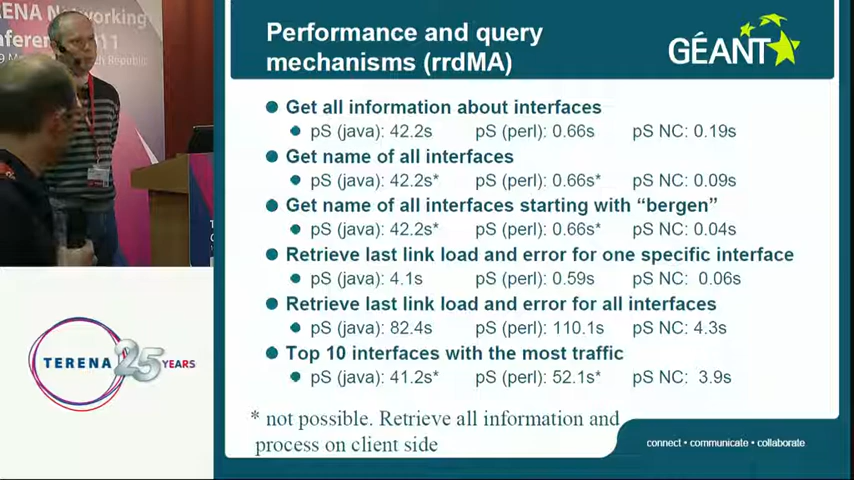 ENA Networking
onferen 2011
ch Republic
TERENA 25 YEARS
Performance and query
mechanisms (rrdMA)
GÉANT
Get all information about interfaces
pS (java): 42.2s pS (perl): 0.66s pS NC: 0.19s
Get name of all interfaces
pS (java): 42.2s* pS (perl): 0.66s* pS NC: 0.09s
Get name of all interfaces starting with “bergen”
pS (java): 42.2s* pS (perl): 0.66s* pS NC: 0.04s
Retrieve last link load and error for one specific interface
pS (java): 4.1s pS (perl): 0.59s pS NC: 0.06s
Retrieve last link load and error for all interfaces
pS (java): 82.4s pS (perl): 110.1s pS NC: 4.3s
Top 10 interfaces with the most traffic
pS (java): 41.2s* pS (perl): 52.1s* pS NC: 3.9s
* not possible. Retrieve all information and
process on client side
connect • communicate • collaborate